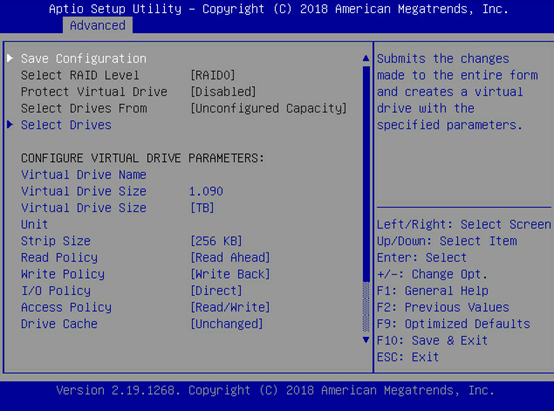 Aptio Setup Utility – Copyright (C) 2018 American Megatrends, Inc.
Advanced
Save Configuration
Select RAID Level [RAID0]
Protect Virtual Drive [Disabled]
Select Drives From [Unconfigured Capacity]
Select Drives
CONFIGURE VIRTUAL DRIVE PARAMETERS:
Virtual Drive Name
Virtual Drive Size 1.090
Virtual Drive Size [TB]
Unit
Strip Size [256 KB]
Read Policy [Read Ahead]
Write Policy [Write Back]
I/O Policy [Direct]
Access Policy [Read/Write]
Drive Cache [Unchanged]
Submits the changes
made to the entire form
and creates a virtual
drive with the
specified parameters.
Left/Right: Select Screen
Up/Down: Select Item
Enter: Select
+/-: Change Opt.
F1: General Help
F2: Previous Values
F9: Optimized Defaults
F10: Save & Exit
ESC: Exit
Version 2.19.1268. Copyright (C) 2018 American Megatrends, Inc.